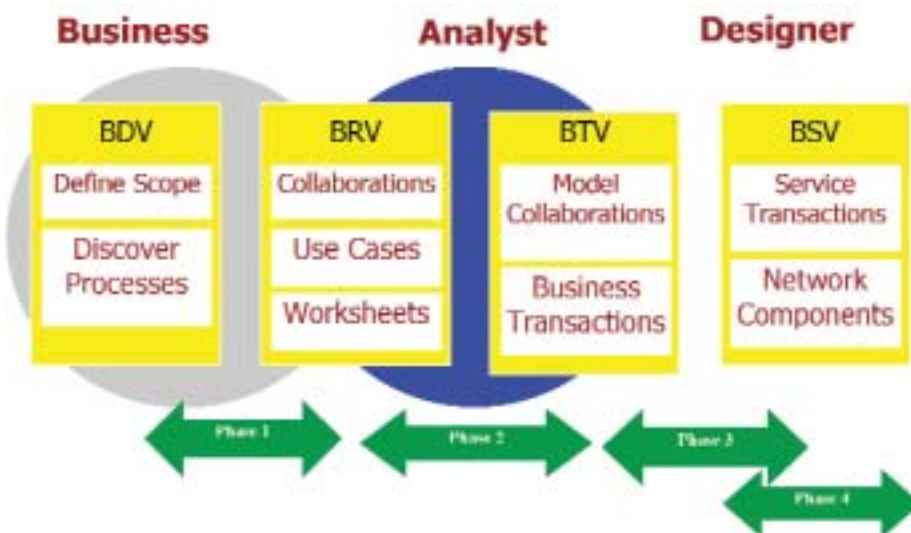 Business
Analyst
Designer
BDV
Define Scope
Discover
Processes
BRV
Collaborations
Use Cases
Worksheets
BTV
Model
Collaborations
Business
Transactions
BSV
Service
Transactions
Network
Components
Phase 1
Phase 2
Phase 3
Phase 4